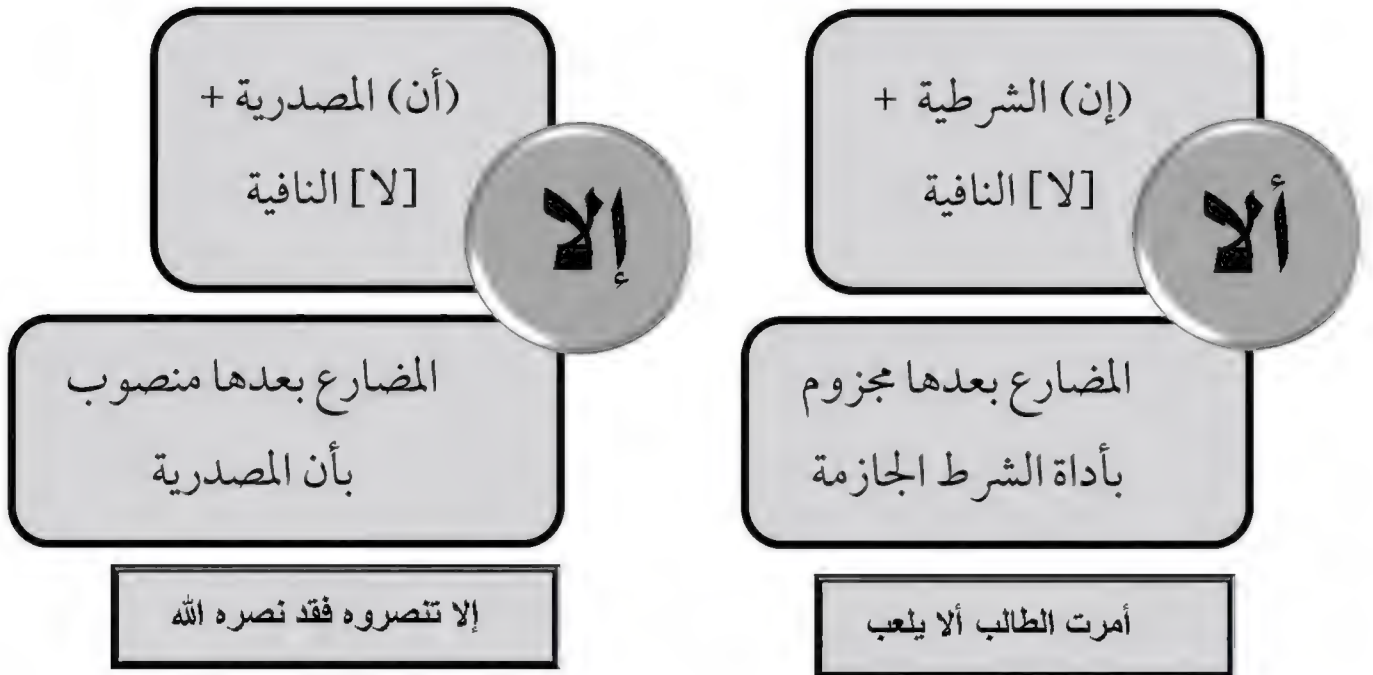 (إن) الشرطية +
[لا] النافية
ألا
المضارع بعدها مجزوم
بأداة الشرط الجازمة
أمرت الطالب ألا يلعب
(أن) المصدرية +
[لا] النافية
إلا
المضارع بعدها منصوب
بأن المصدرية
إلا تنصروه فقد نصره الله